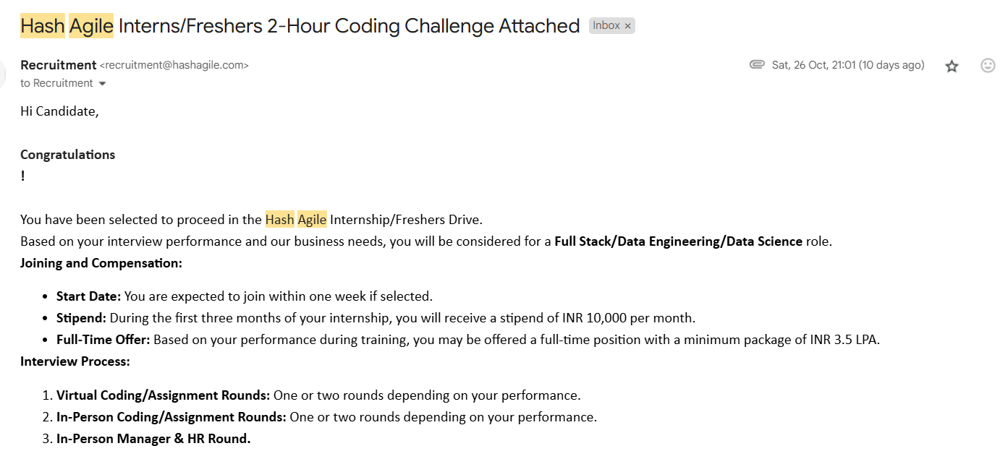 Hash Agile Interns/Freshers 2-Hour Coding Challenge Attached Inbox ×
Recruitment <recruitment@hashagile.com> Sat, 26 Oct, 21:01 (10 days ago)
to Recruitment
Hi Candidate,
Congratulations
!
You have been selected to proceed in the Hash Agile Internship/Freshers Drive.
Based on your interview performance and our business needs, you will be considered for a Full Stack/Data Engineering/Data Science role.
Joining and Compensation:
• Start Date: You are expected to join within one week if selected.
• Stipend: During the first three months of your internship, you will receive a stipend of INR 10,000 per month.
• Full-Time Offer: Based on your performance during training, you may be offered a full-time position with a minimum package of INR 3.5 LPA.
Interview Process:
1. Virtual Coding/Assignment Rounds: One or two rounds depending on your performance.
2. In-Person Coding/Assignment Rounds: One or two rounds depending on your performance.
3. In-Person Manager & HR Round.